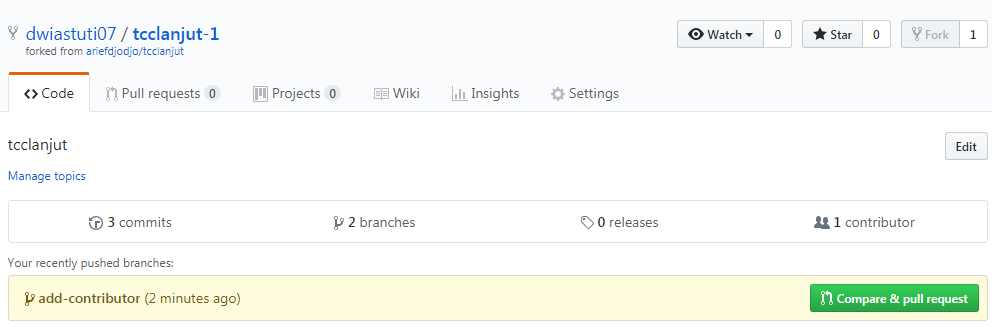 dwiastuti07 / tcclanjut-1
forked from ariefdjodjo/tcclanjut
Watch 0 Star 0 Fork 1
Code Pull requests 0 Projects 0 Wiki Insights Settings
tcclanjut
Edit
Manage topics
3 commits 2 branches 0 releases 1 contributor
Your recently pushed branches:
add-contributor (2 minutes ago)
Compare & pull request